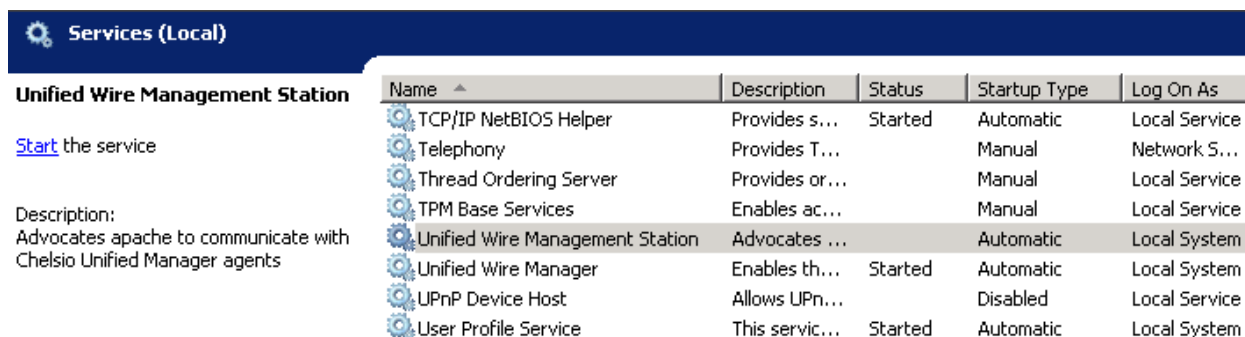 Services (Local)
Unified Wire Management Station
Start the service
Description:
Advocates apache to communicate with
Chelsio Unified Manager agents
Name Description Status Startup Type Log On As
TCP/IP NetBIOS Helper Provides s... Started Automatic Local Service
Telephony Provides T... Manual Network S...
Thread Ordering Server Provides or... Manual Local Service
TPM Base Services Enables ac... Manual Local Service
Unified Wire Management Station Advocates ... Automatic Local System
Unified Wire Manager Enables th... Started Automatic Local System
UPnP Device Host Allows UPn... Disabled Local Service
User Profile Service This servic... Started Automatic Local System